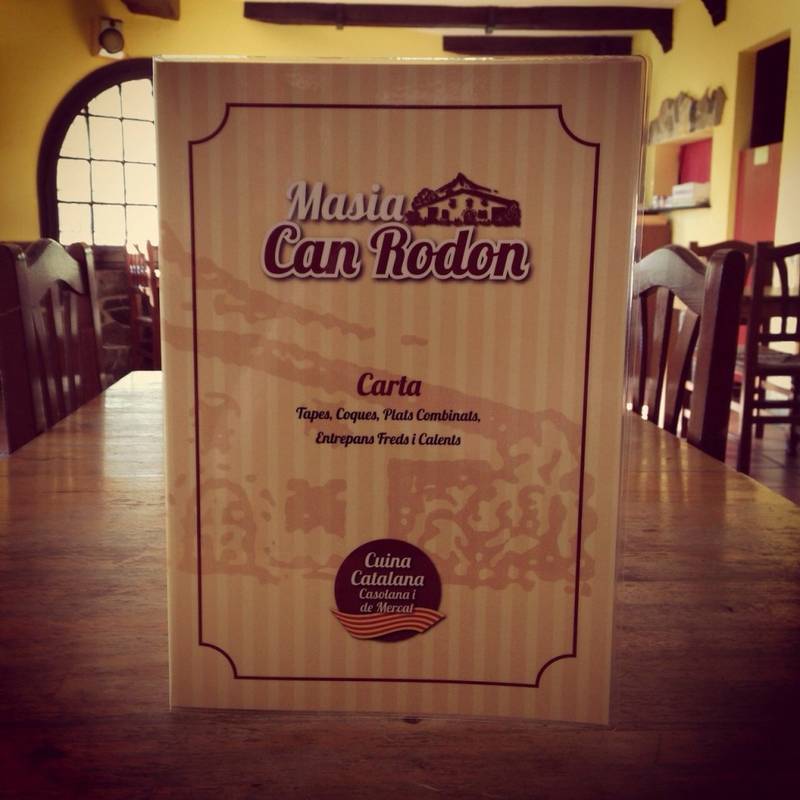 Masia
Can Rodon
Carta
Tapes, Coques, Plats Combinats,
Entrepans Freds i Calents
Cuina
Catalana
Casolana i
de Mercat